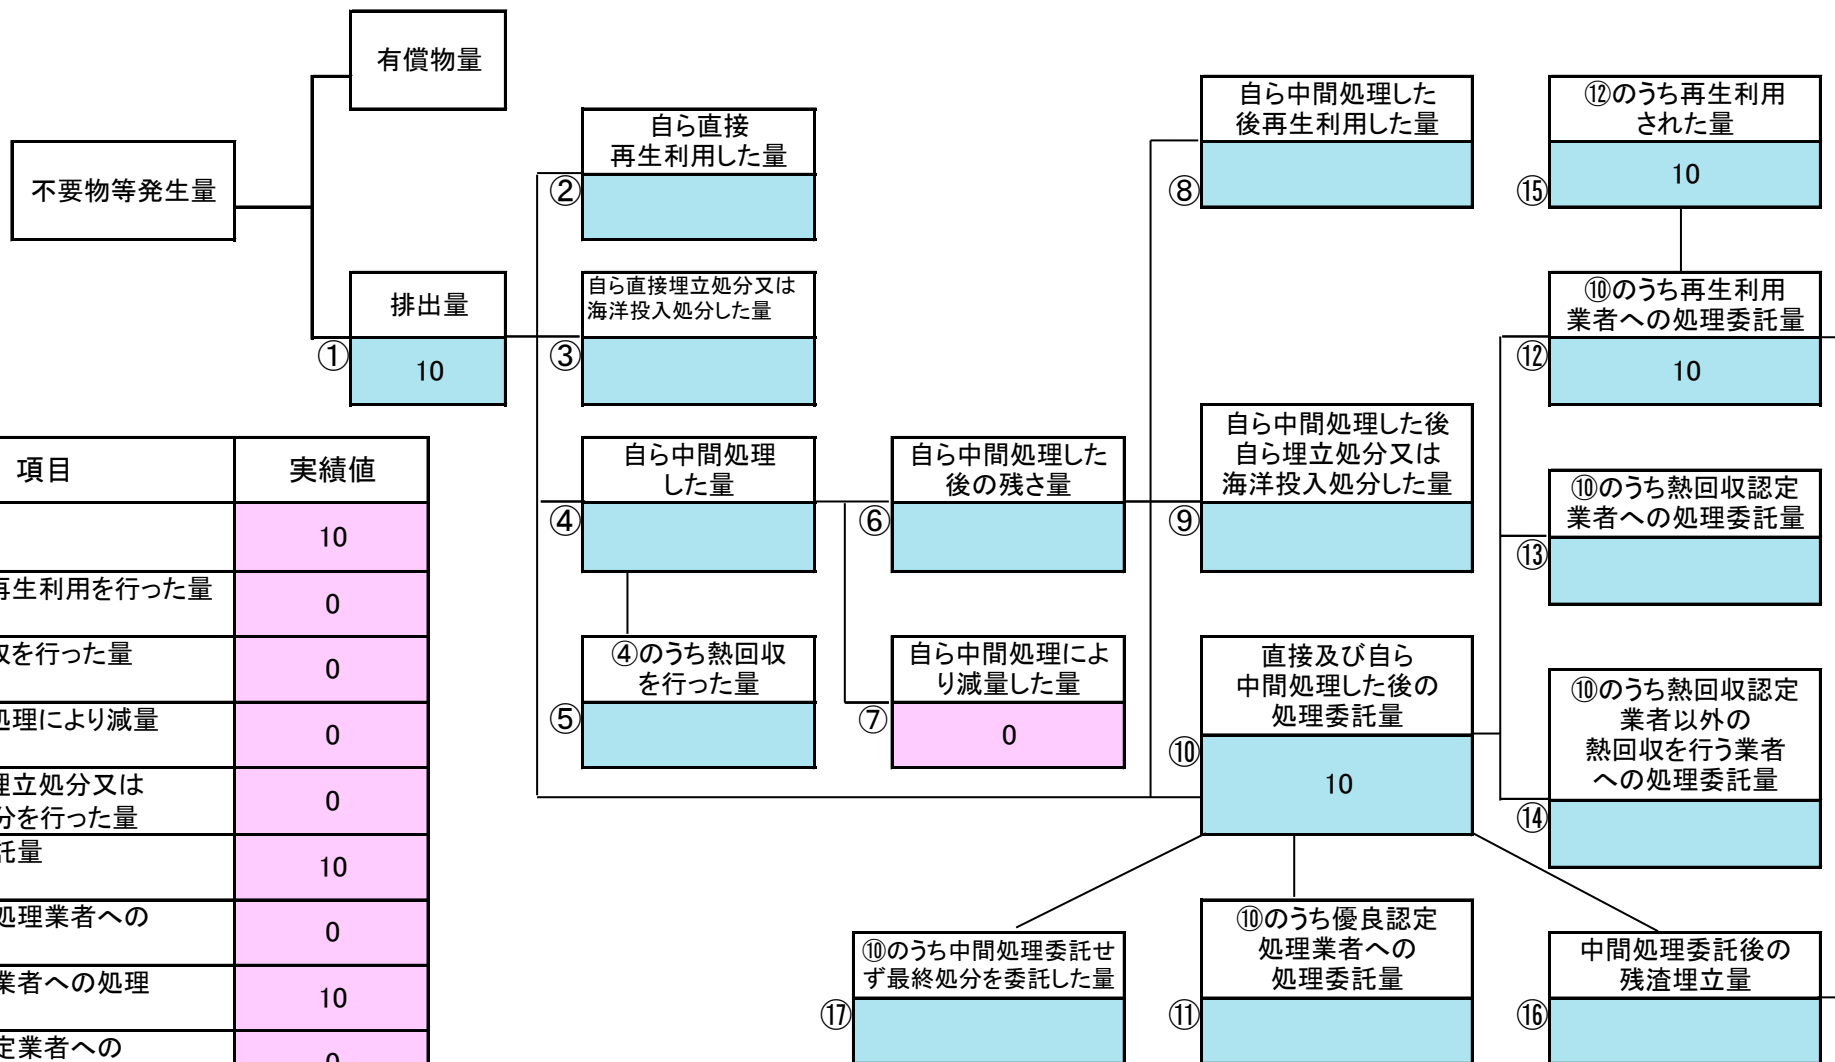 有償物量
不要物等発生量
排出量
①
10
自ら直接
再生利用した量
②
自ら直接埋立処分又は
海洋投入処分した量
③
自ら中間処理
した量
④
④のうち熱回収
を行った量
⑤
自ら中間処理した
後の残さ量
⑥
自ら中間処理によ
り減量した量
⑦
0
自ら中間処理した
後再生利用した量
⑧
自ら中間処理した後
自ら埋立処分又は
海洋投入処分した量
⑨
直接及び自ら
中間処理した後の
処理委託量
⑩
10
⑫のうち再生利用
された量
⑮
10
⑩のうち再生利用
業者への処理委託量
⑫
10
⑩のうち熱回収認定
業者への処理委託量
⑬
⑩のうち熱回収認定
業者以外の
熱回収を行う業者
への処理委託量
⑭
⑩のうち中間処理委託せ
ず最終処分を委託した量
⑰
⑩のうち優良認定
処理業者への
処理委託量
⑪
中間処理委託後の
残渣埋立量
⑯
項目 実績値
10
再生利用を行った量 0
を行った量 0
処理により減量 0
埋立処分又は
を行った量 0
託量 10
処理業者への 0
業者への処理 10
定業者への 0